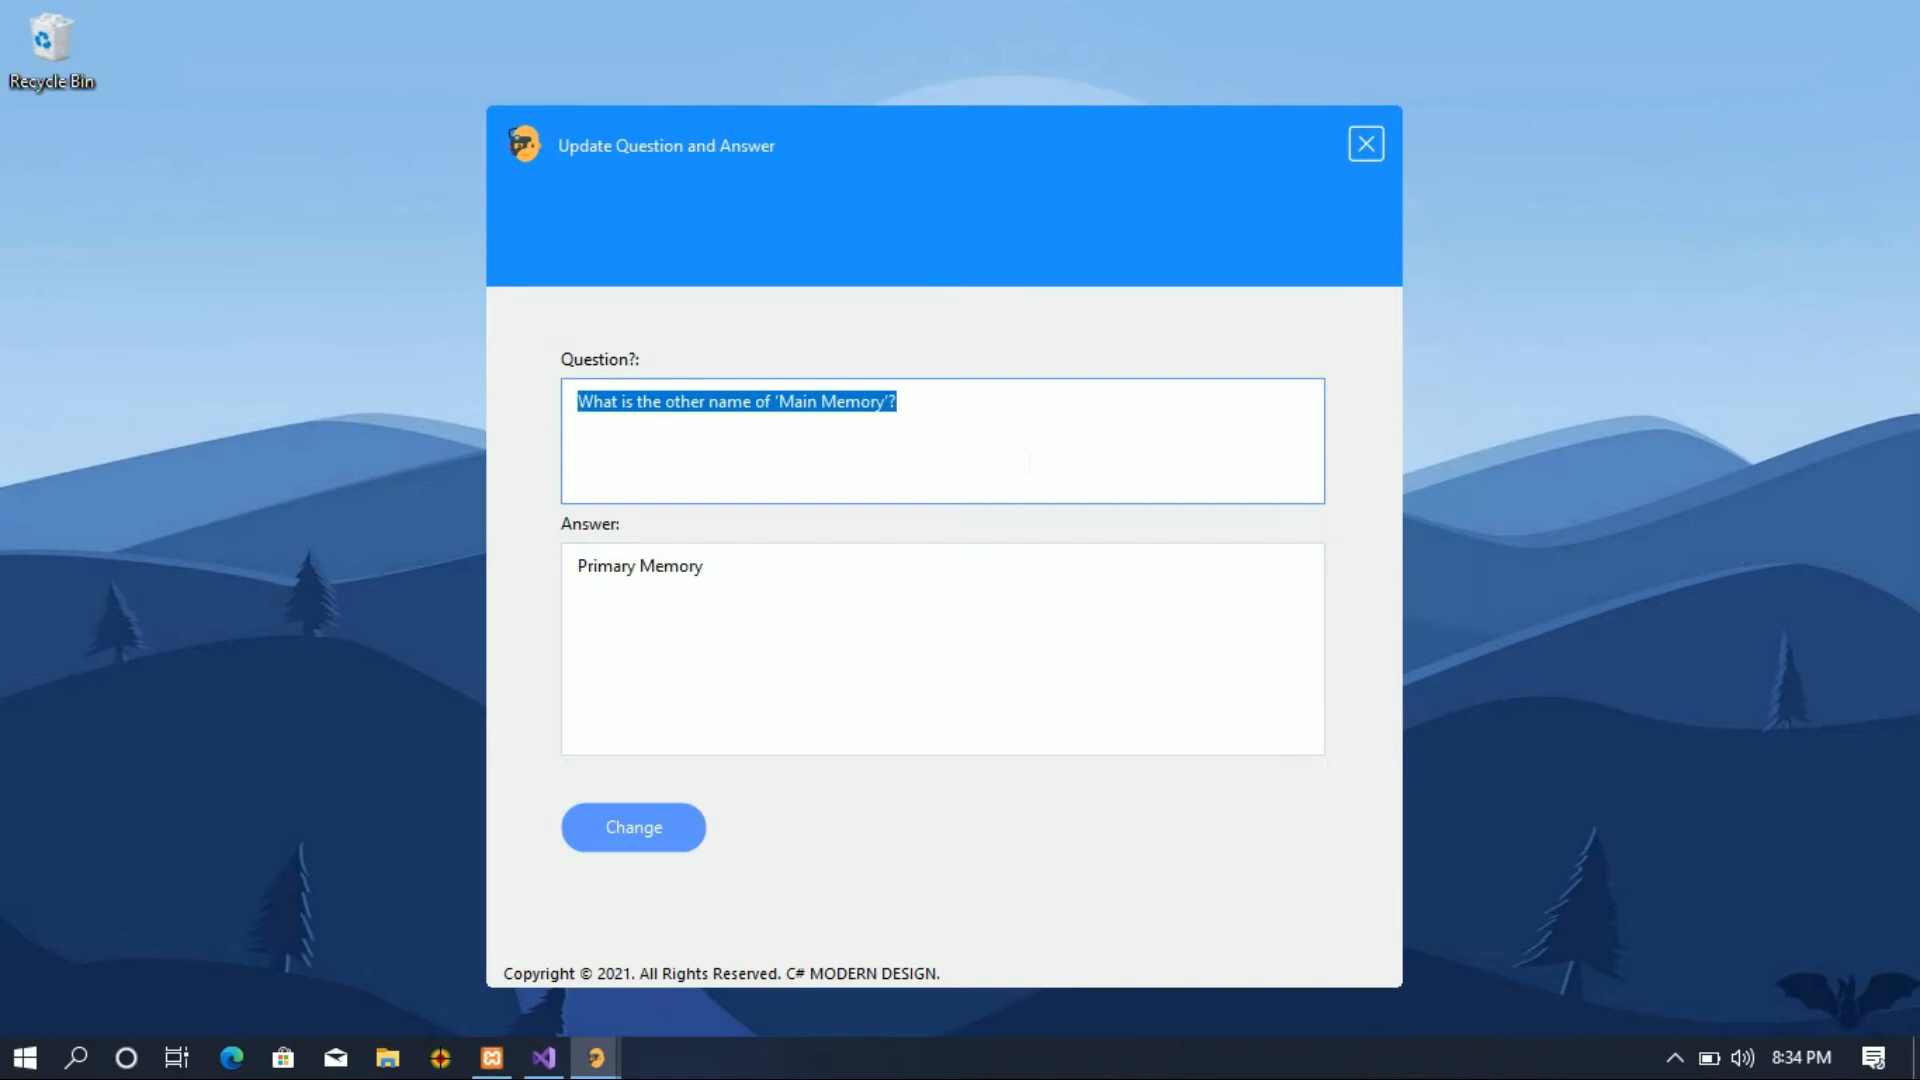 Recycle Bin
Update Question and Answer
Question?:
What is the other name of ‘Main Memory’?
Answer:
Primary Memory
Change
Copyright © 2021. All Rights Reserved. C# MODERN DESIGN.
8:34 PM